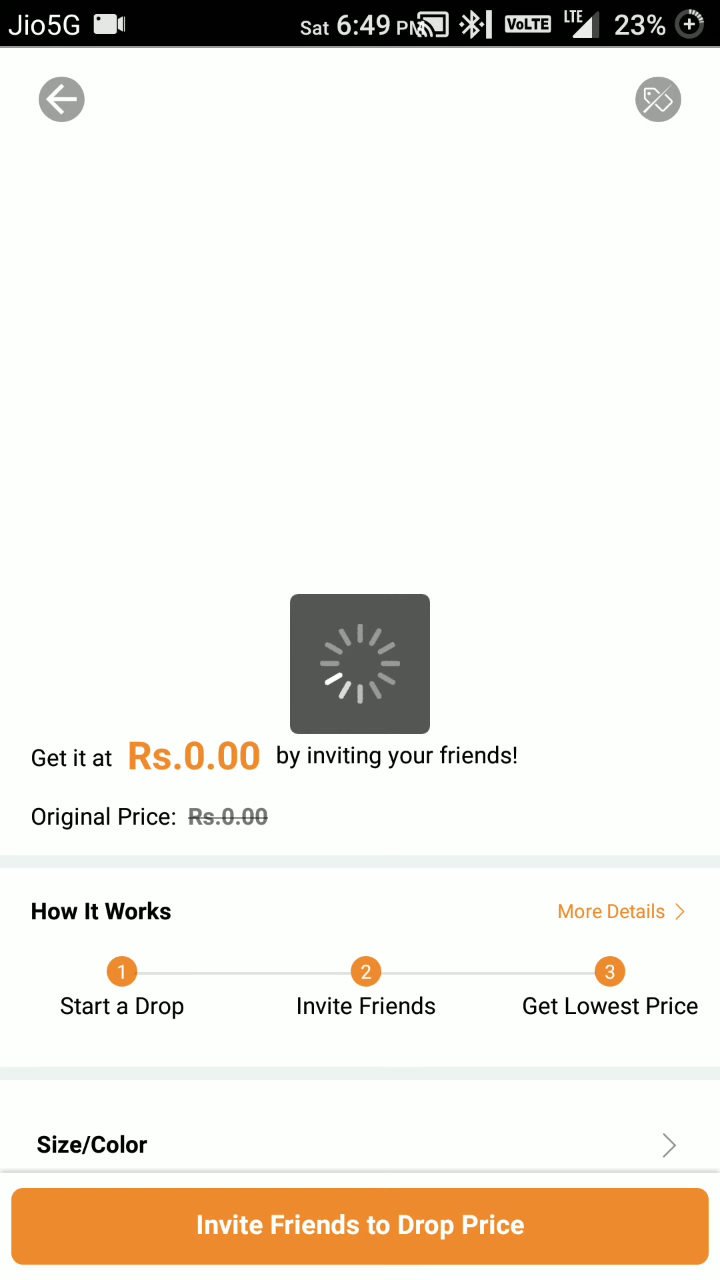 Jio5G Sat 6:49 PM VoLTE LTE 23%
Get it at Rs.0.00 by inviting your friends!
Original Price: Rs.0.00
How It Works More Details
1 2 3
Start a Drop Invite Friends Get Lowest Price
Size/Color
Invite Friends to Drop Price